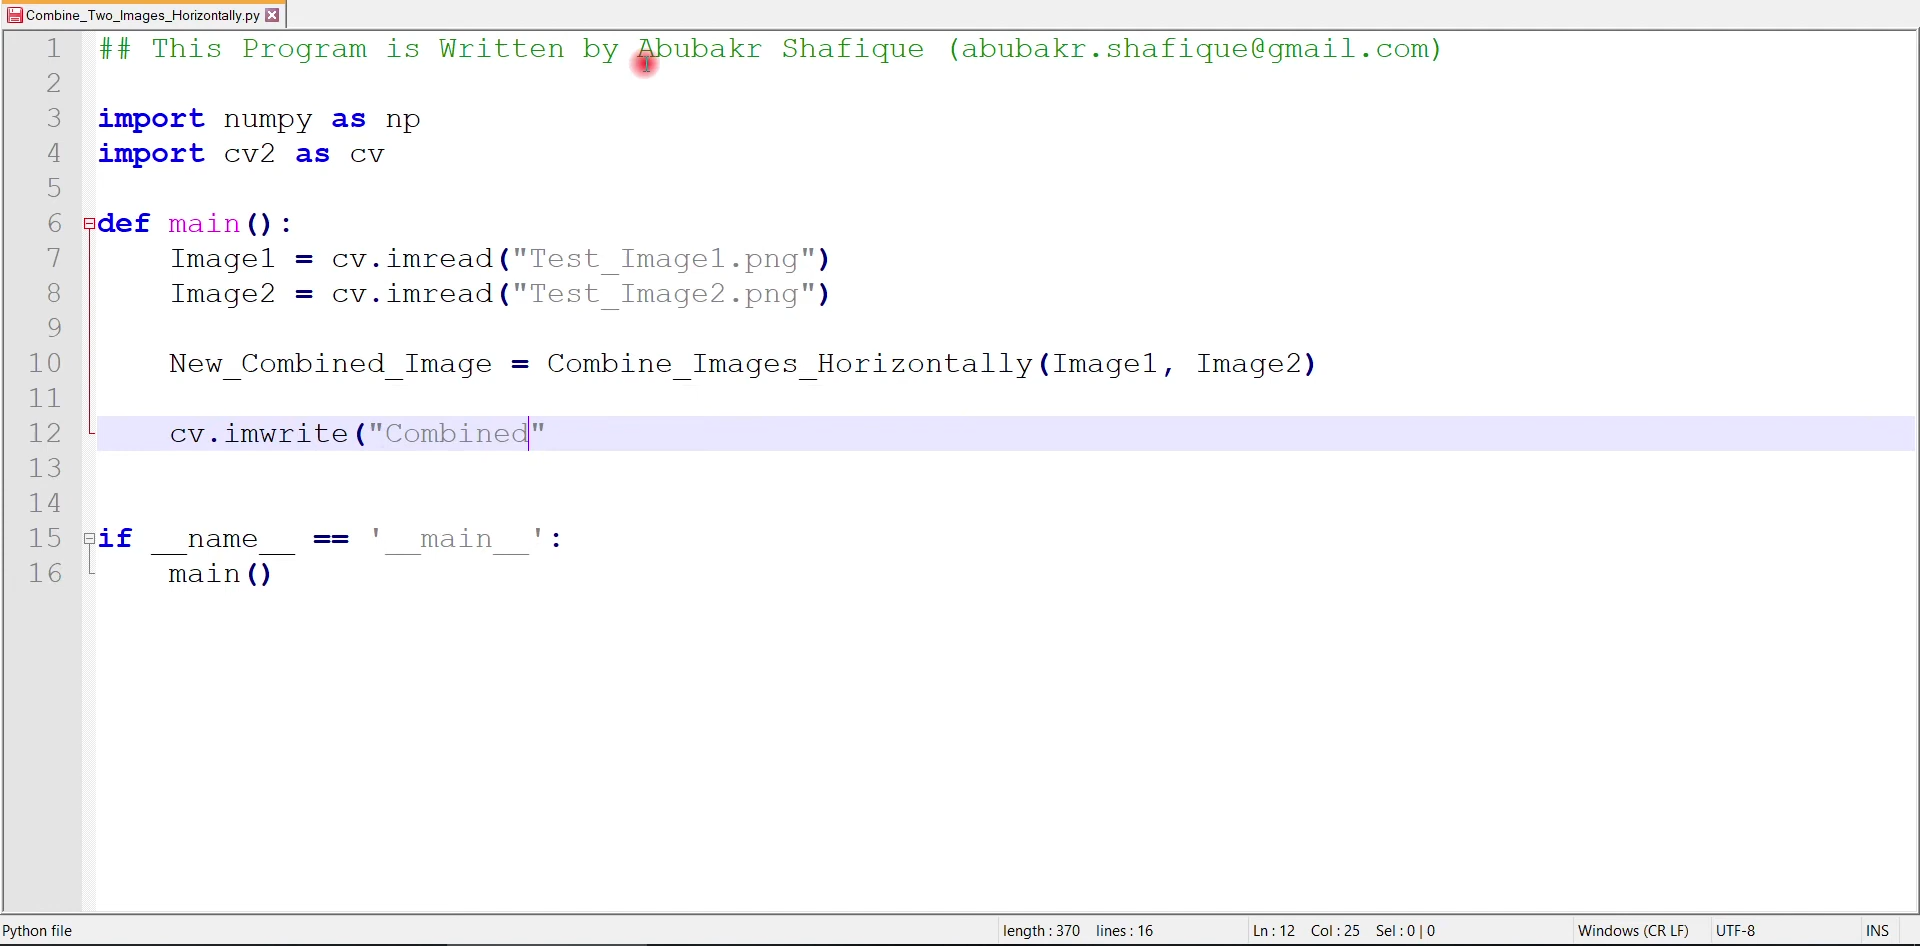 Combine_Two_Images_Horizontally.py
1 ## This Program is Written by Abubakr Shafique (abubakr.shafique@gmail.com)
2
3 import numpy as np
4 import cv2 as cv
5
6 def main():
7 Image1 = cv.imread("Test_Image1.png")
8 Image2 = cv.imread("Test_Image2.png")
9
10 New_Combined_Image = Combine_Images_Horizontally(Image1, Image2)
11
12 cv.imwrite("Combined"
13
14
15 if __name__ == '__main__':
16 main()
Python file length : 370 lines : 16 Ln : 12 Col : 25 Sel : 0 | 0 Windows (CR LF) UTF-8 INS